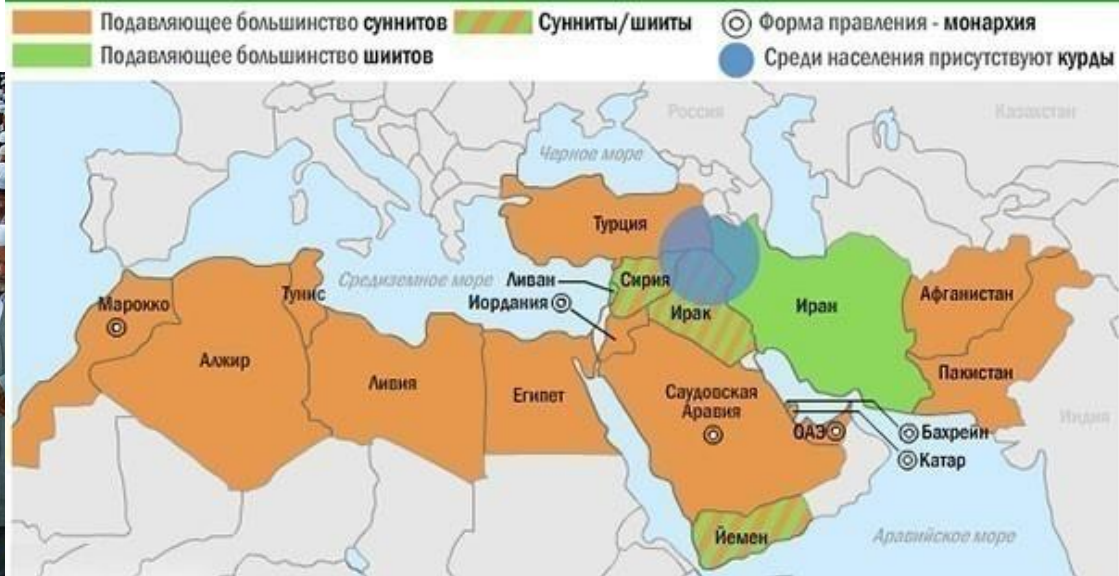 Подавляющее большинство суннитов
Сунниты/шииты
Форма правления - монархия
Подавляющее большинство шиитов
Среди населения присутствуют курды
Россия
Казахстан
Черное море
Турция
Средиземное море
Ливан
Сирия
Иордания
Ирак
Иран
Афганистан
Марокко
Тунис
Алжир
Ливия
Египет
Саудовская
Аравия
Пакистан
Индия
ОАЭ
Бахрейн
Катар
Йемен
Аравийское море